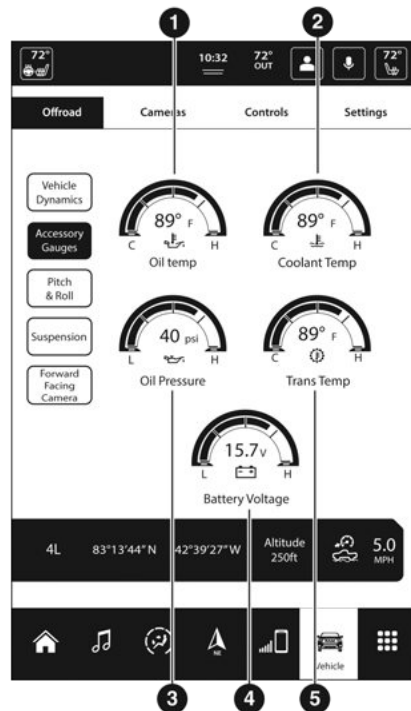 1 2
72° 10:32 72° OUT 72°
Offroad Cameras Controls Settings
Vehicle
Dynamics
Accessory
Gauges
Pitch
& Roll
Suspension
Forward
Facing
Camera
89° F
C H
Oil temp
89° F
C H
Coolant Temp
40 psi
L H
Oil Pressure
89° F
C H
Trans Temp
15.7 v
L H
Battery Voltage
4L 83°13'44" N 42°39'27" W Altitude 250ft 5.0 MPH
NE
Vehicle
3 4 5